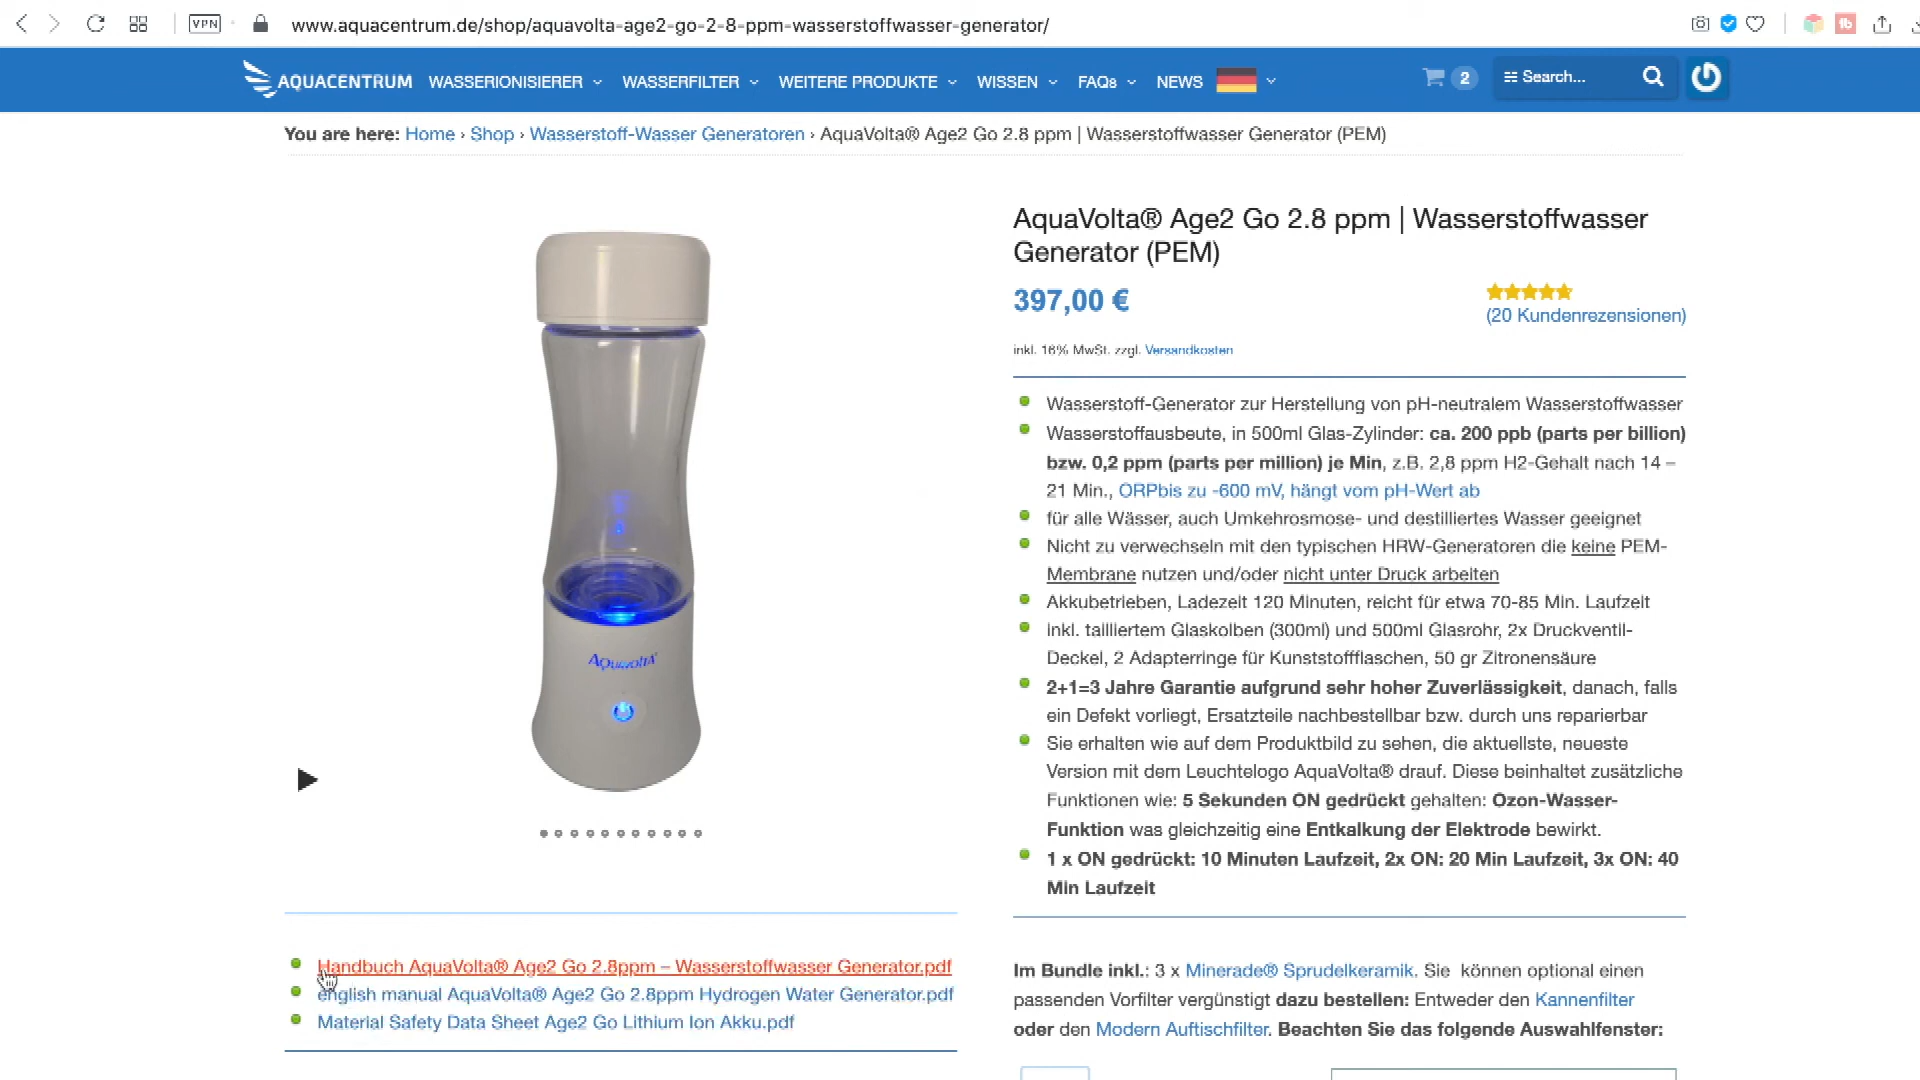 VPN
www.aquacentrum.de/shop/aquavolta-age2-go-2-8-ppm-wasserstoffwasser-generator/
AQUACENTRUM WASSERIONISIERER WASSERFILTER WEITERE PRODUKTE WISSEN FAQs NEWS 2 Search...
You are here: Home › Shop › Wasserstoff-Wasser Generatoren › AquaVolta® Age2 Go 2.8 ppm | Wasserstoffwasser Generator (PEM)
AquaVolta® Age2 Go 2.8 ppm | Wasserstoffwasser
Generator (PEM)
397,00 €
(20 Kundenrezensionen)
inkl. 16% MwSt. zzgl. Versandkosten
Wasserstoff-Generator zur Herstellung von pH-neutralem Wasserstoffwasser
Wasserstoffausbeute, in 500ml Glas-Zylinder: ca. 200 ppb (parts per billion)
bzw. 0,2 ppm (parts per million) je Min, z.B. 2,8 ppm H2-Gehalt nach 14 –
21 Min., ORPbis zu -600 mV, hängt vom pH-Wert ab
für alle Wässer, auch Umkehrosmose- und destilliertes Wasser geeignet
Nicht zu verwechseln mit den typischen HRW-Generatoren die keine PEM-
Membrane nutzen und/oder nicht unter Druck arbeiten
Akkubetrieben, Ladezeit 120 Minuten, reicht für etwa 70-85 Min. Laufzeit
inkl. tailliertem Glaskolben (300ml) und 500ml Glasrohr, 2x Druckventil-
Deckel, 2 Adapterringe für Kunststoffflaschen, 50 gr Zitronensäure
2+1=3 Jahre Garantie aufgrund sehr hoher Zuverlässigkeit, danach, falls
ein Defekt vorliegt, Ersatzteile nachbestellbar bzw. durch uns reparierbar
Sie erhalten wie auf dem Produktbild zu sehen, die aktuellste, neueste
Version mit dem Leuchtelogo AquaVolta® drauf. Diese beinhaltet zusätzliche
Funktionen wie: 5 Sekunden ON gedrückt gehalten: Ozon-Wasser-
Funktion was gleichzeitig eine Entkalkung der Elektrode bewirkt.
1 x ON gedrückt: 10 Minuten Laufzeit, 2x ON: 20 Min Laufzeit, 3x ON: 40
Min Laufzeit
AquavoltA
Handbuch AquaVolta® Age2 Go 2.8ppm – Wasserstoffwasser Generator.pdf
english manual AquaVolta® Age2 Go 2.8ppm Hydrogen Water Generator.pdf
Material Safety Data Sheet Age2 Go Lithium Ion Akku.pdf
Im Bundle inkl.: 3 x Minerade® Sprudelkeramik. Sie können optional einen
passenden Vorfilter vergünstigt dazu bestellen: Entweder den Kannenfilter
oder den Modern Auftischfilter. Beachten Sie das folgende Auswahlfenster: